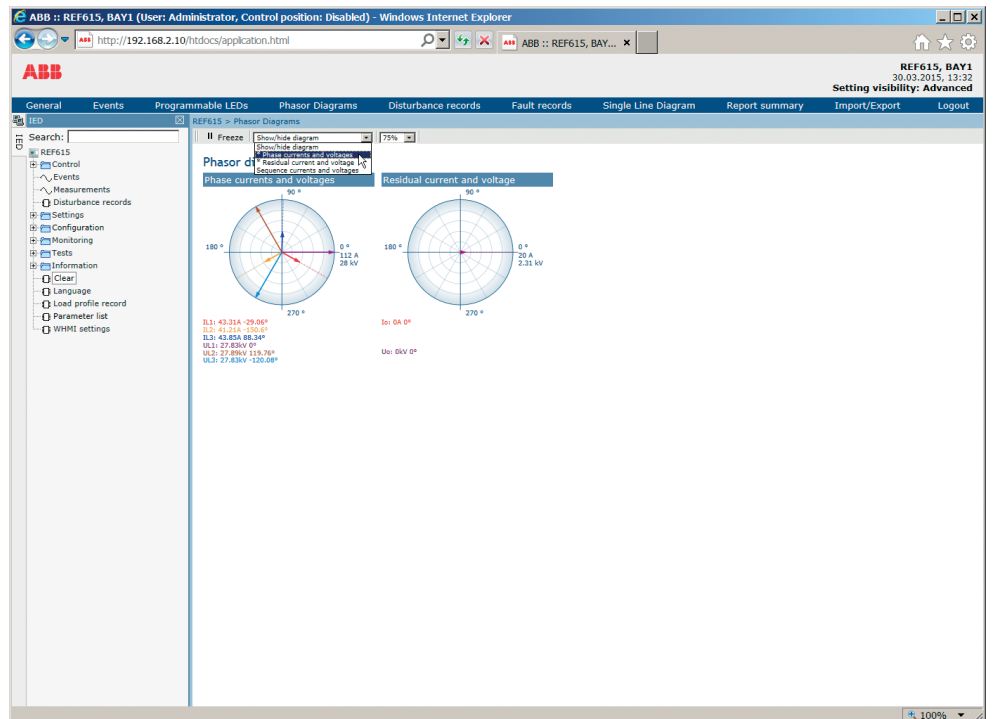 ABB :: REF615, BAY1 (User: Administrator, Control position: Disabled) - Windows Internet Explorer
http://192.168.2.10/htdocs/application.html
ABB :: REF615, BAY...
ABB
REF615, BAY1
30.03.2015, 13:32
Setting visibility: Advanced
General Events Programmable LEDs Phasor Diagrams Disturbance records Fault records Single Line Diagram Report summary Import/Export Logout
IED
IED
Search:
REF615
Control
Events
Measurements
Disturbance records
Settings
Configuration
Monitoring
Tests
Information
Clear
Language
Load profile record
Parameter list
WHMI settings
REF615 > Phasor Diagrams
Freeze Show/hide diagram 75%
Show/hide diagram
* Phase currents and voltages
* Residual current and voltage
Sequence currents and voltages
Phasor di
Phase currents and voltages
90 °
180 °
0 °
112 A
28 kV
270 °
IL1: 43.31A -29.06°
IL2: 41.21A -150.6°
IL3: 43.85A 88.34°
UL1: 27.83kV 0°
UL2: 27.89kV 119.76°
UL3: 27.83kV -120.08°
Residual current and voltage
90 °
180 °
0 °
20 A
2.31 kV
270 °
Io: 0A 0°
Uo: 0kV 0°
100%